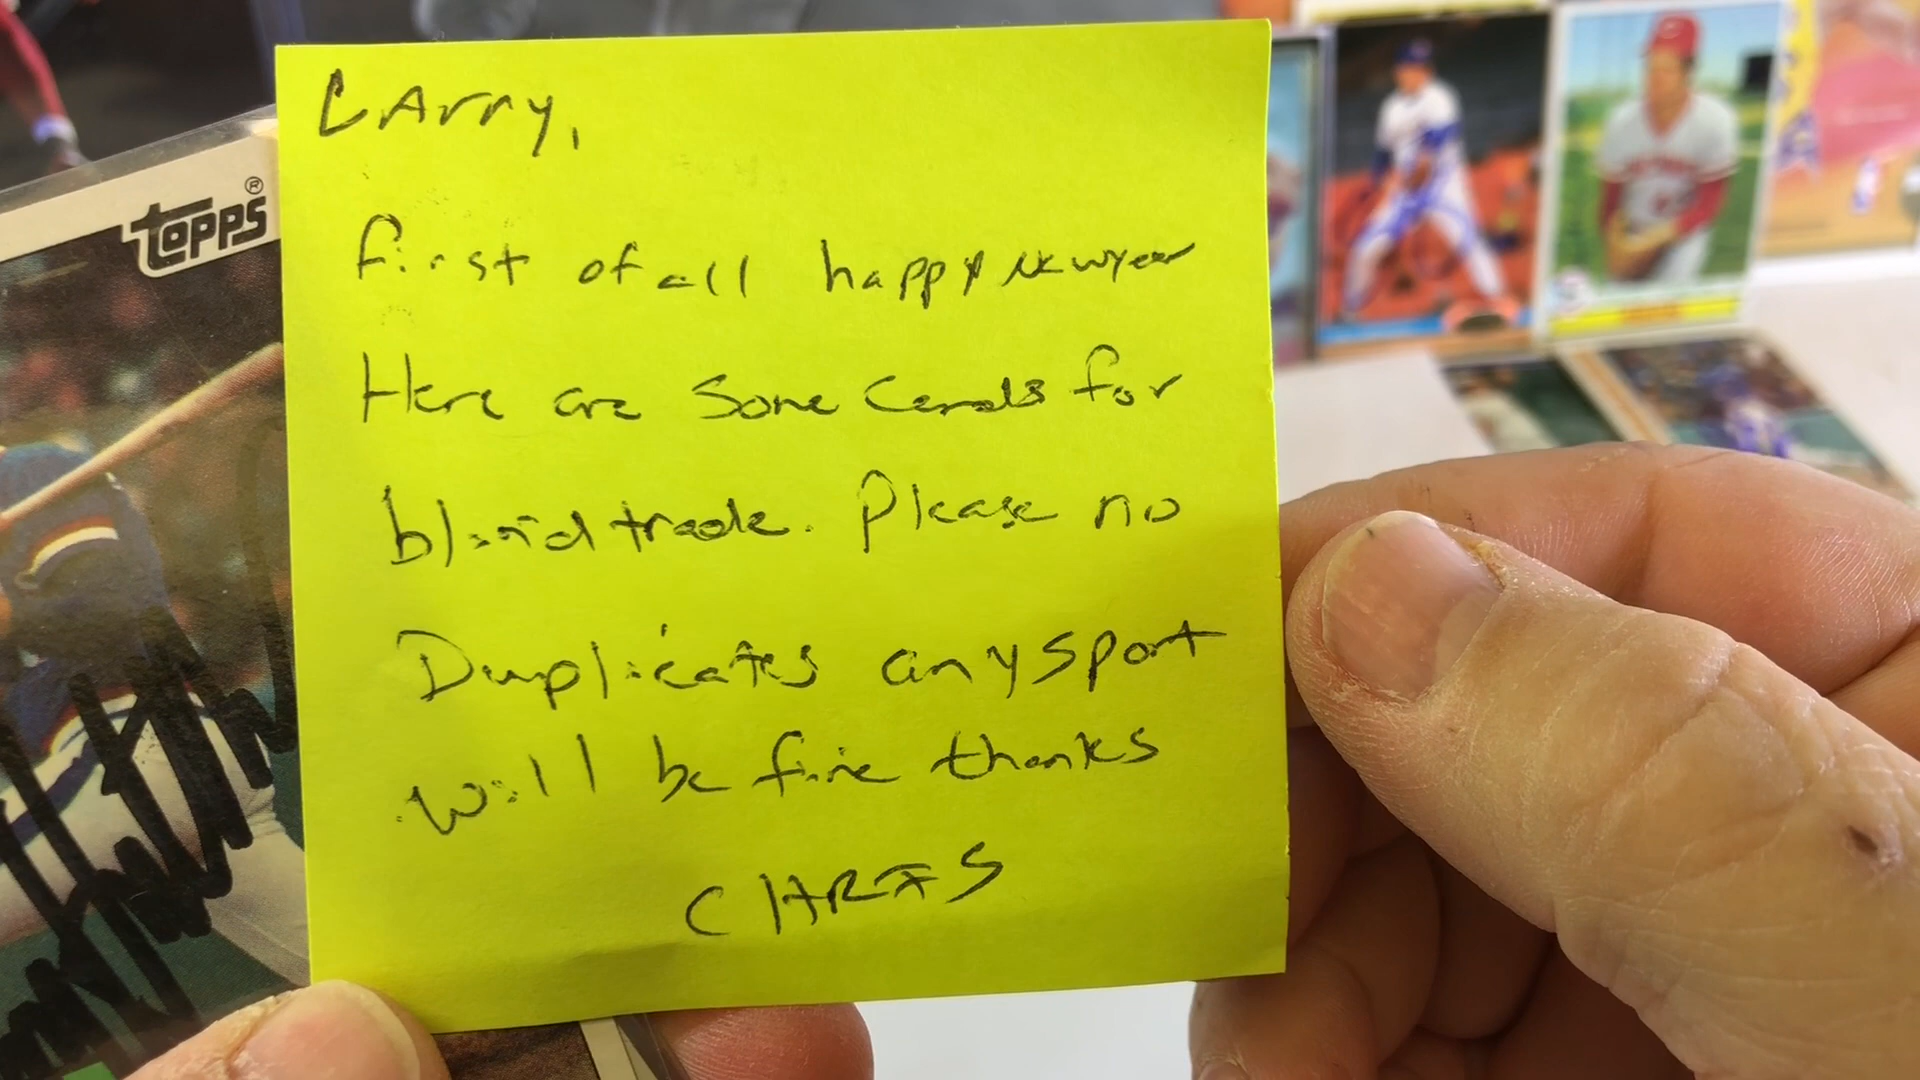 Larry,
First of all happy New year
Here are some Cards for
blind trade. Please no
Duplicates any sport
will be fine thanks
CHRIS
TOPPS®